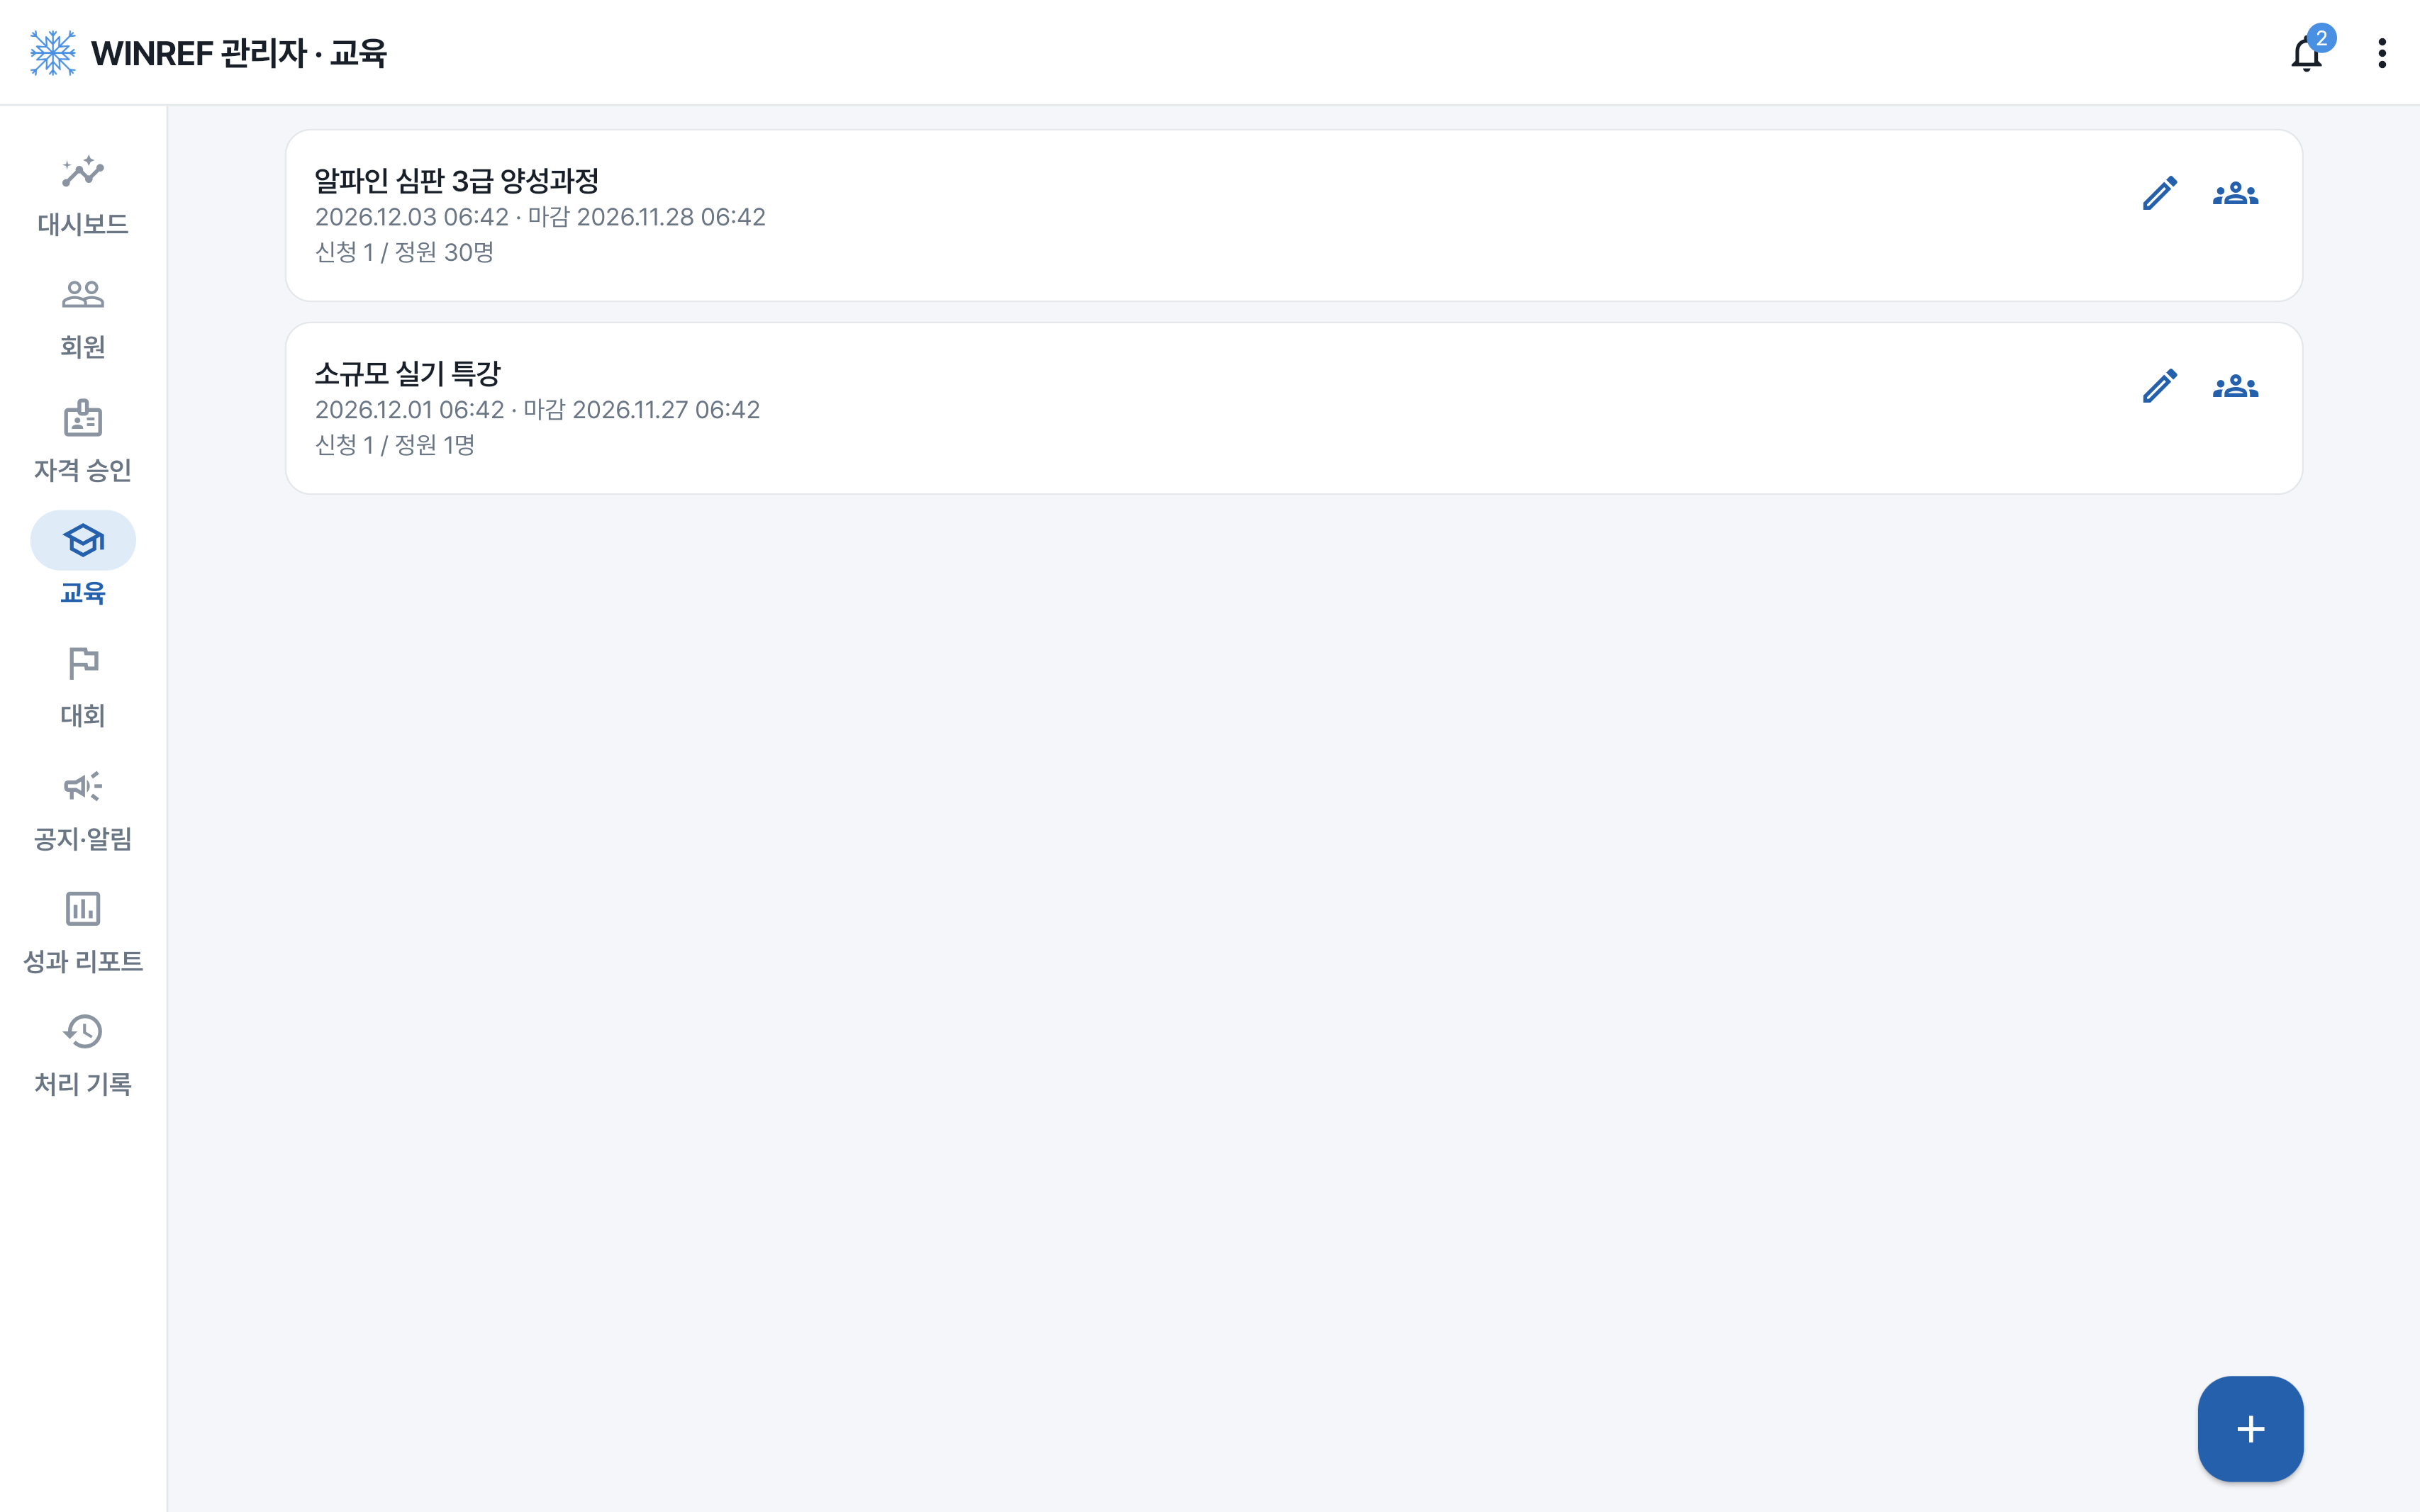 WINREF 관리자 · 교육
2
대시보드
회원
자격 승인
교육
대회
공지·알림
성과 리포트
처리 기록
알파인 심판 3급 양성과정
2026.12.03 06:42 · 마감 2026.11.28 06:42
신청 1 / 정원 30명
소규모 실기 특강
2026.12.01 06:42 · 마감 2026.11.27 06:42
신청 1 / 정원 1명